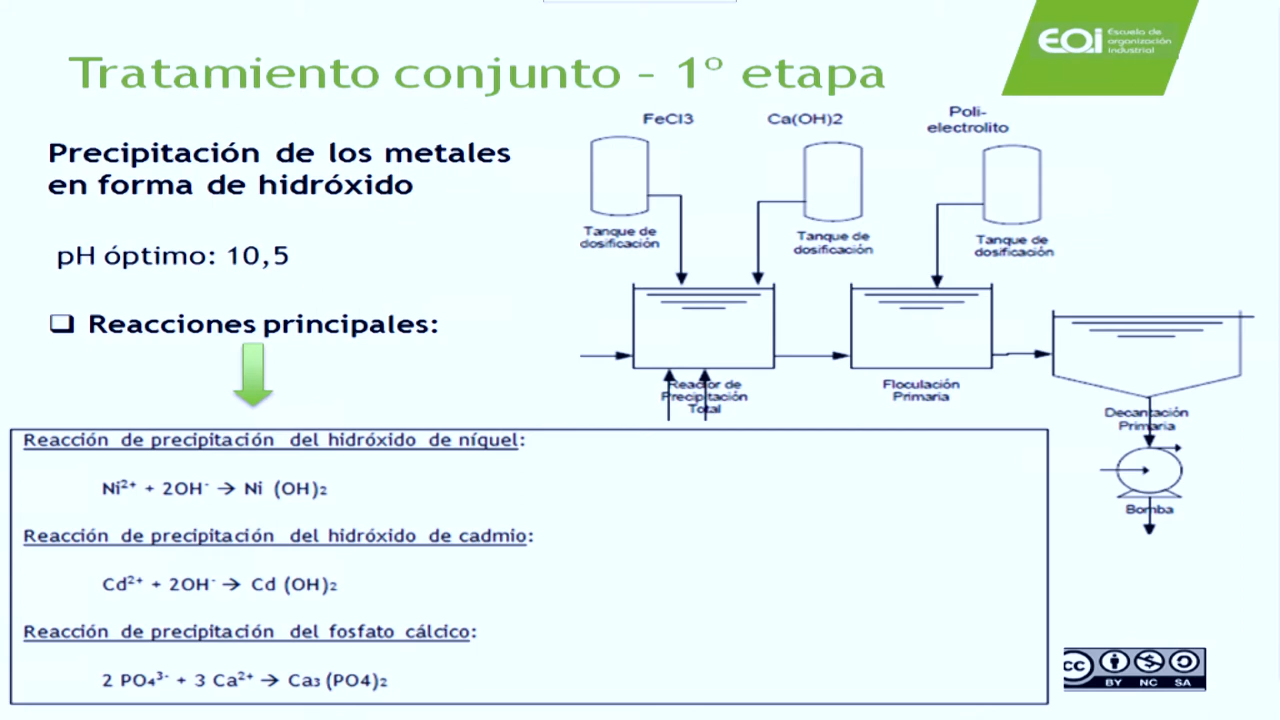 Tratamiento conjunto - 1º etapa
EOi Escuela de
organización
industrial
Precipitación de los metales
en forma de hidróxido
pH óptimo: 10,5
❑ Reacciones principales:
FeCl3
Ca(OH)2
Poli-
electrolito
Tanque de
dosificación
Tanque de
dosificación
Tanque de
dosificación
Reactor de
Precipitación
Total
Floculación
Primaria
Decantación
Primaria
Bomba
Reacción de precipitación del hidróxido de níquel:
Ni²⁺ + 2OH⁻ → Ni (OH)₂
Reacción de precipitación del hidróxido de cadmio:
Cd²⁺ + 2OH⁻ → Cd (OH)₂
Reacción de precipitación del fosfato cálcico:
2 PO₄³⁻ + 3 Ca²⁺ → Ca₃ (PO4)₂
cc
BY NC SA